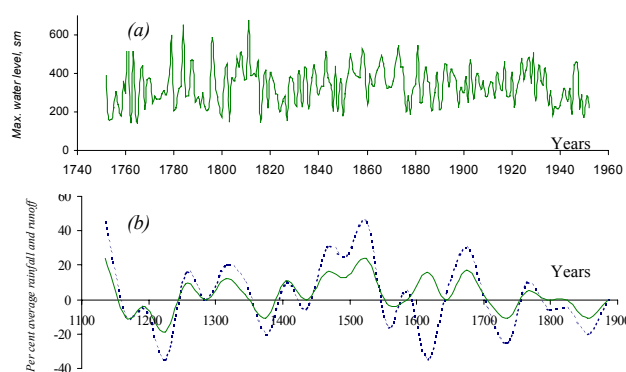 Max. water level, sm
(a)
600
400
200
0
Years
1740 1760 1780 1800 1820 1840 1860 1880 1900 1920 1940 1960
Per cent average rainfall and runoff
(b)
60
40
20
0
-20
-40
Years
1100 1200 1300 1400 1500 1600 1700 1800 1900